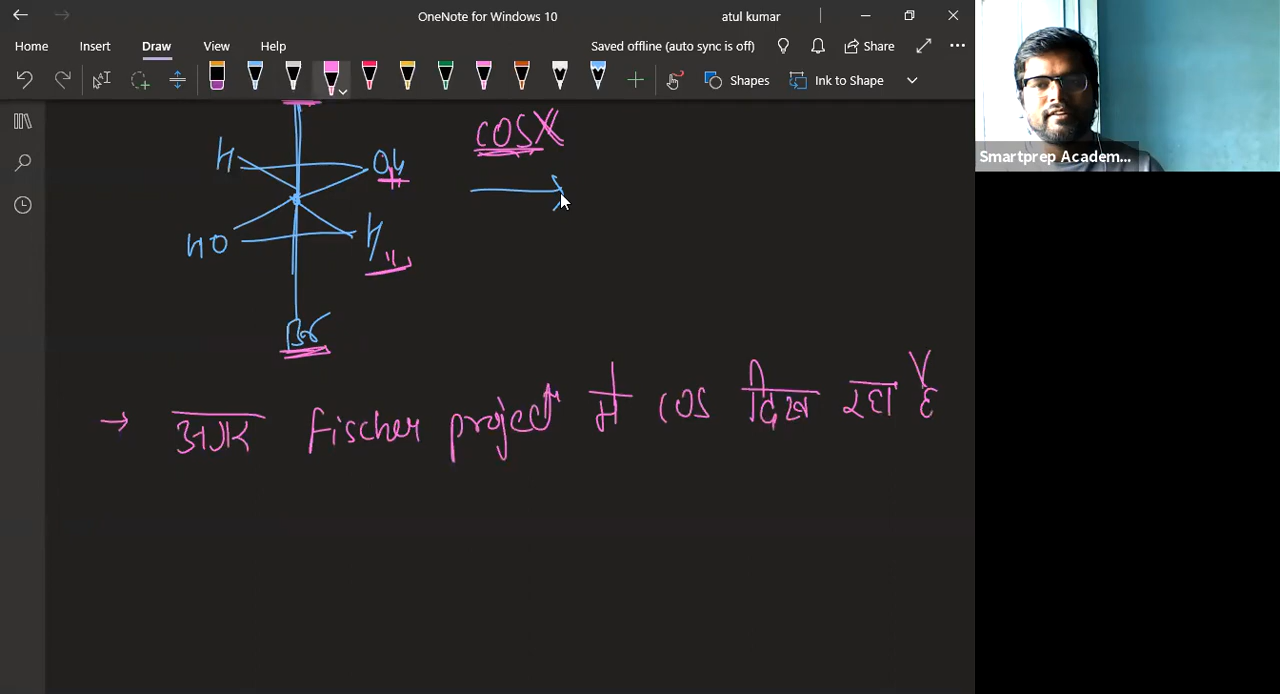 OneNote for Windows 10
atul kumar
Home Insert Draw View Help
Saved offline (auto sync is off)
Share
Shapes
Ink to Shape
Smartprep Academ...
COSX
H OH
HO H
Br
→ अगर Fischer project में COS दिख रहा है